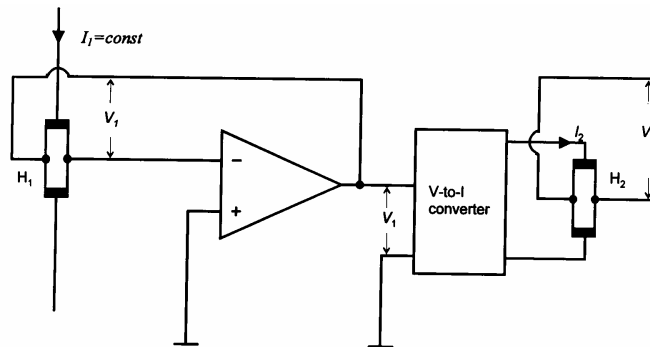 I₁=const
V₁
I₂
V
H₁
−
V-to-I
converter
H₂
+
V₁